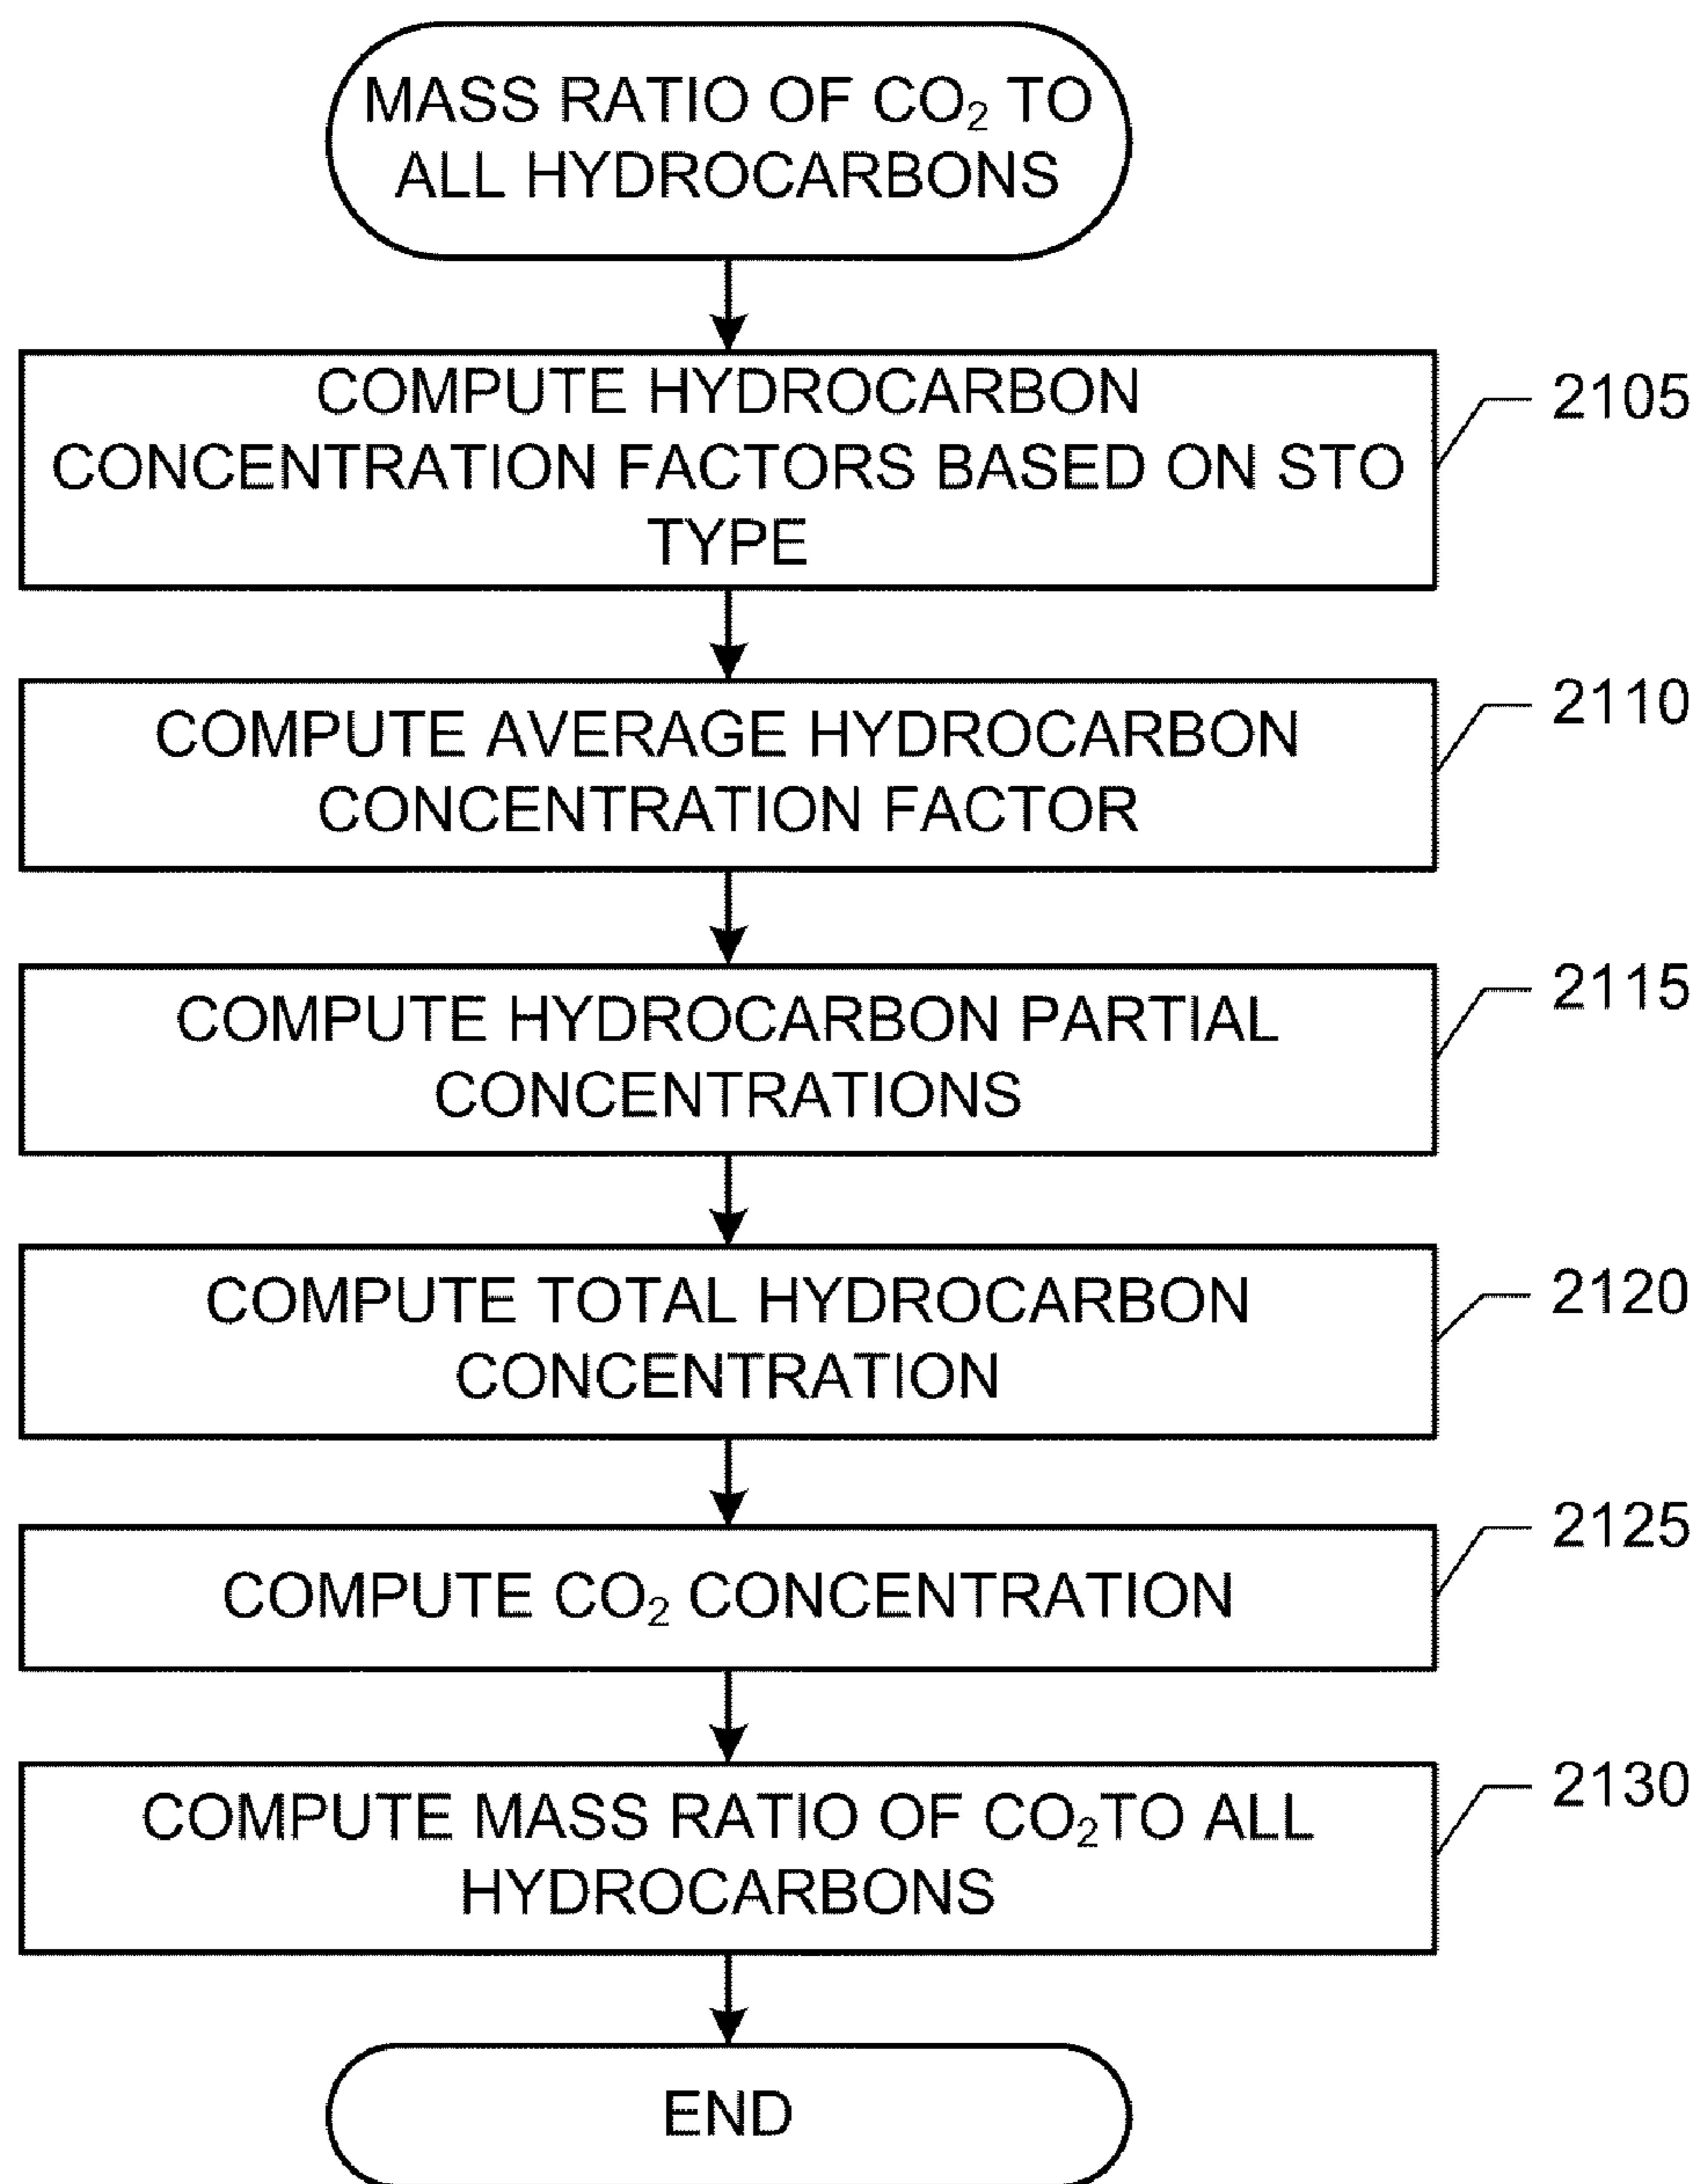 MASS RATIO OF CO₂ TO
ALL HYDROCARBONS
COMPUTE HYDROCARBON
CONCENTRATION FACTORS BASED ON STO
TYPE
2105
COMPUTE AVERAGE HYDROCARBON
CONCENTRATION FACTOR
2110
COMPUTE HYDROCARBON PARTIAL
CONCENTRATIONS
2115
COMPUTE TOTAL HYDROCARBON
CONCENTRATION
2120
COMPUTE CO₂ CONCENTRATION
2125
COMPUTE MASS RATIO OF CO₂TO ALL
HYDROCARBONS
2130
END